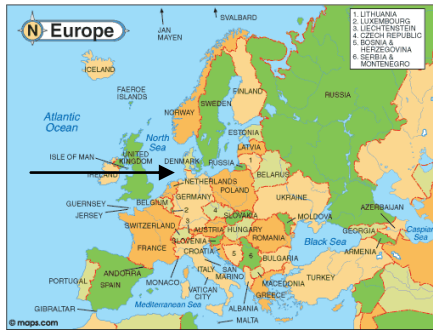 N Europe
JAN
MAYEN
SVALBARD
1. LITHUANIA
2. LUXEMBOURG
3. LIECHTENSTEIN
4. CZECH REPUBLIC
5. BOSNIA &
HERZEGOVINA
6. SERBIA &
MONTENEGRO
ICELAND
FAEROE
ISLANDS
FINLAND
NORWAY
SWEDEN
RUSSIA
Atlantic
Ocean
North
Sea
ESTONIA
LATVIA
1
ISLE OF MAN
UNITED
KINGDOM
DENMARK
RUSSIA
IRELAND
NETHERLANDS
BELARUS
POLAND
GUERNSEY
JERSEY
BELGIUM
GERMANY
2
4
UKRAINE
SLOVAKIA
MOLDOVA
AZERBAIJAN
SWITZERLAND
3
AUSTRIA
HUNGARY
GEORGIA
Caspian
Sea
SLOVENIA
ROMANIA
Black Sea
ARMENIA
FRANCE
CROATIA
5
6
BULGARIA
ANDORRA
PORTUGAL
SPAIN
MONACO
ITALY
SAN
MARINO
MACEDONIA
TURKEY
VATICAN
CITY
GREECE
ALBANIA
GIBRALTAR
Mediterranean Sea
MALTA
© maps.com